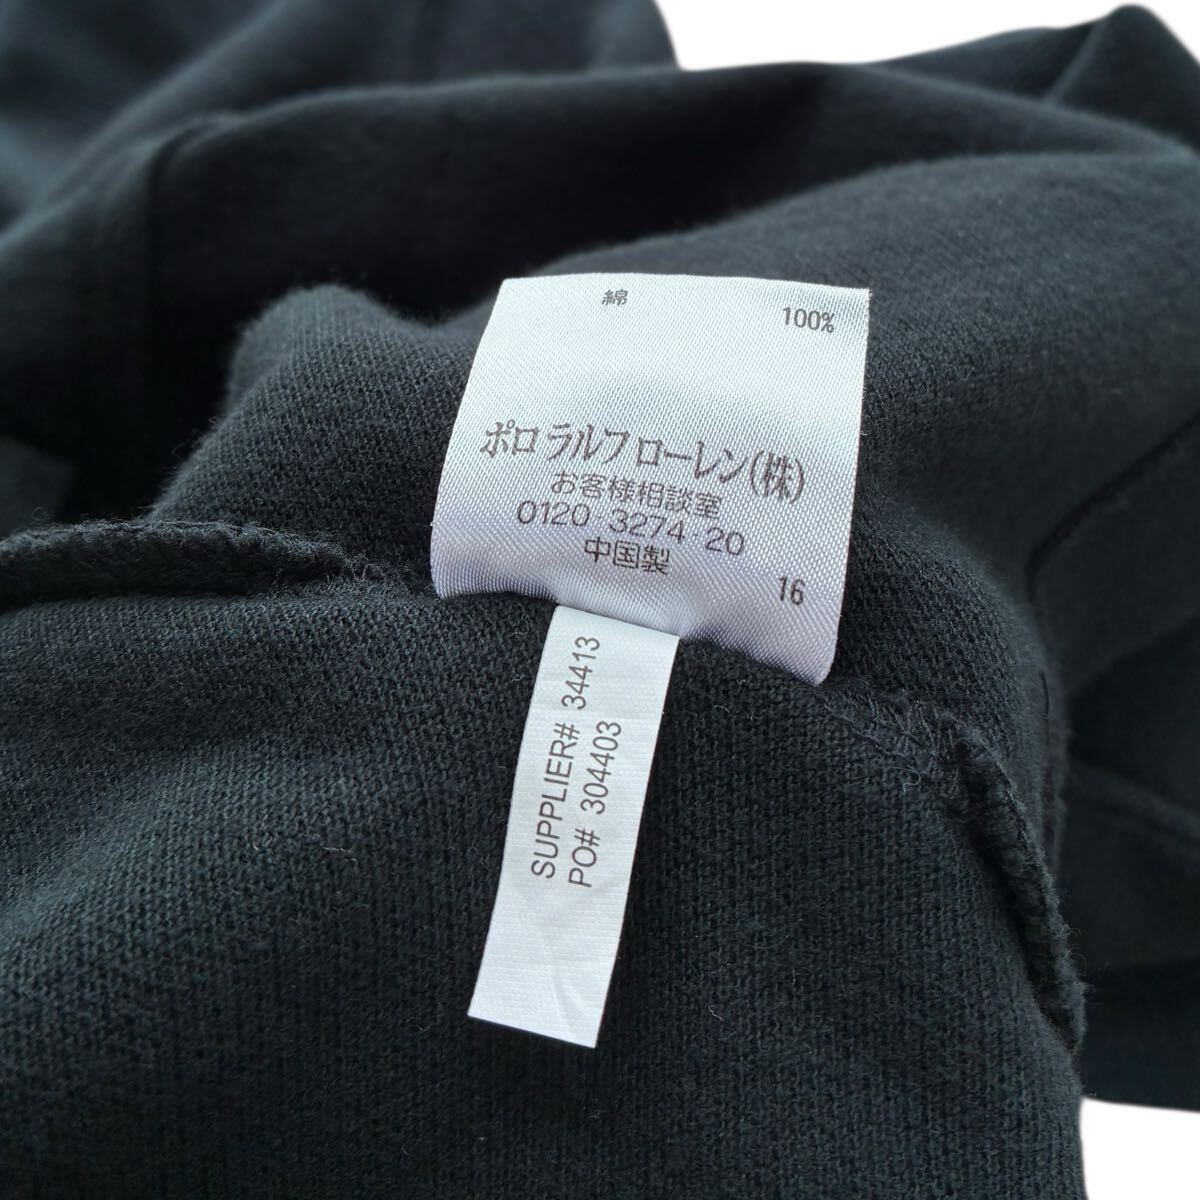 綿 100%
ポロ ラルフ ローレン(株)
お客様相談室
0120·3274·20
中国製
16
SUPPLIER# 34413
PO# 304403